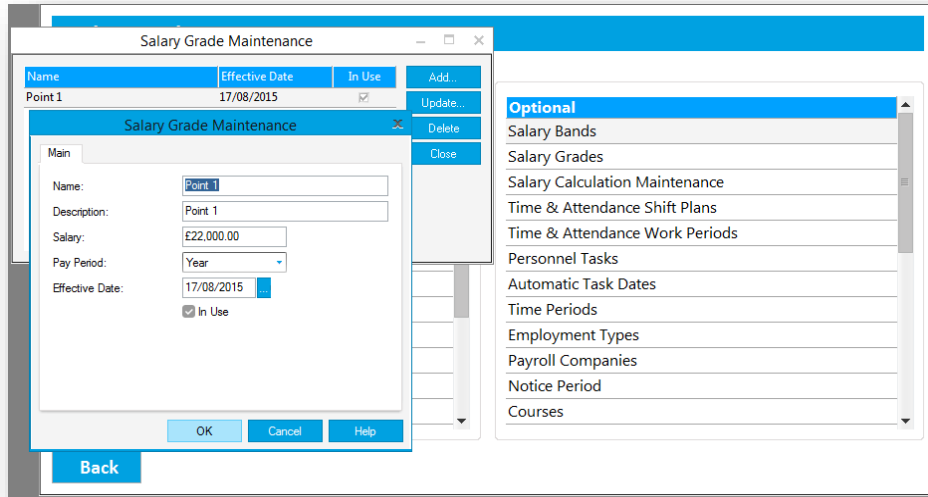 Salary Grade Maintenance
Name Effective Date In Use
Point 1 17/08/2015
Add...
Update...
Delete
Close
Salary Grade Maintenance
Main
Name: Point 1
Description: Point 1
Salary: £22,000.00
Pay Period: Year
Effective Date: 17/08/2015 ...
In Use
OK Cancel Help
Optional
Salary Bands
Salary Grades
Salary Calculation Maintenance
Time & Attendance Shift Plans
Time & Attendance Work Periods
Personnel Tasks
Automatic Task Dates
Time Periods
Employment Types
Payroll Companies
Notice Period
Courses
Back